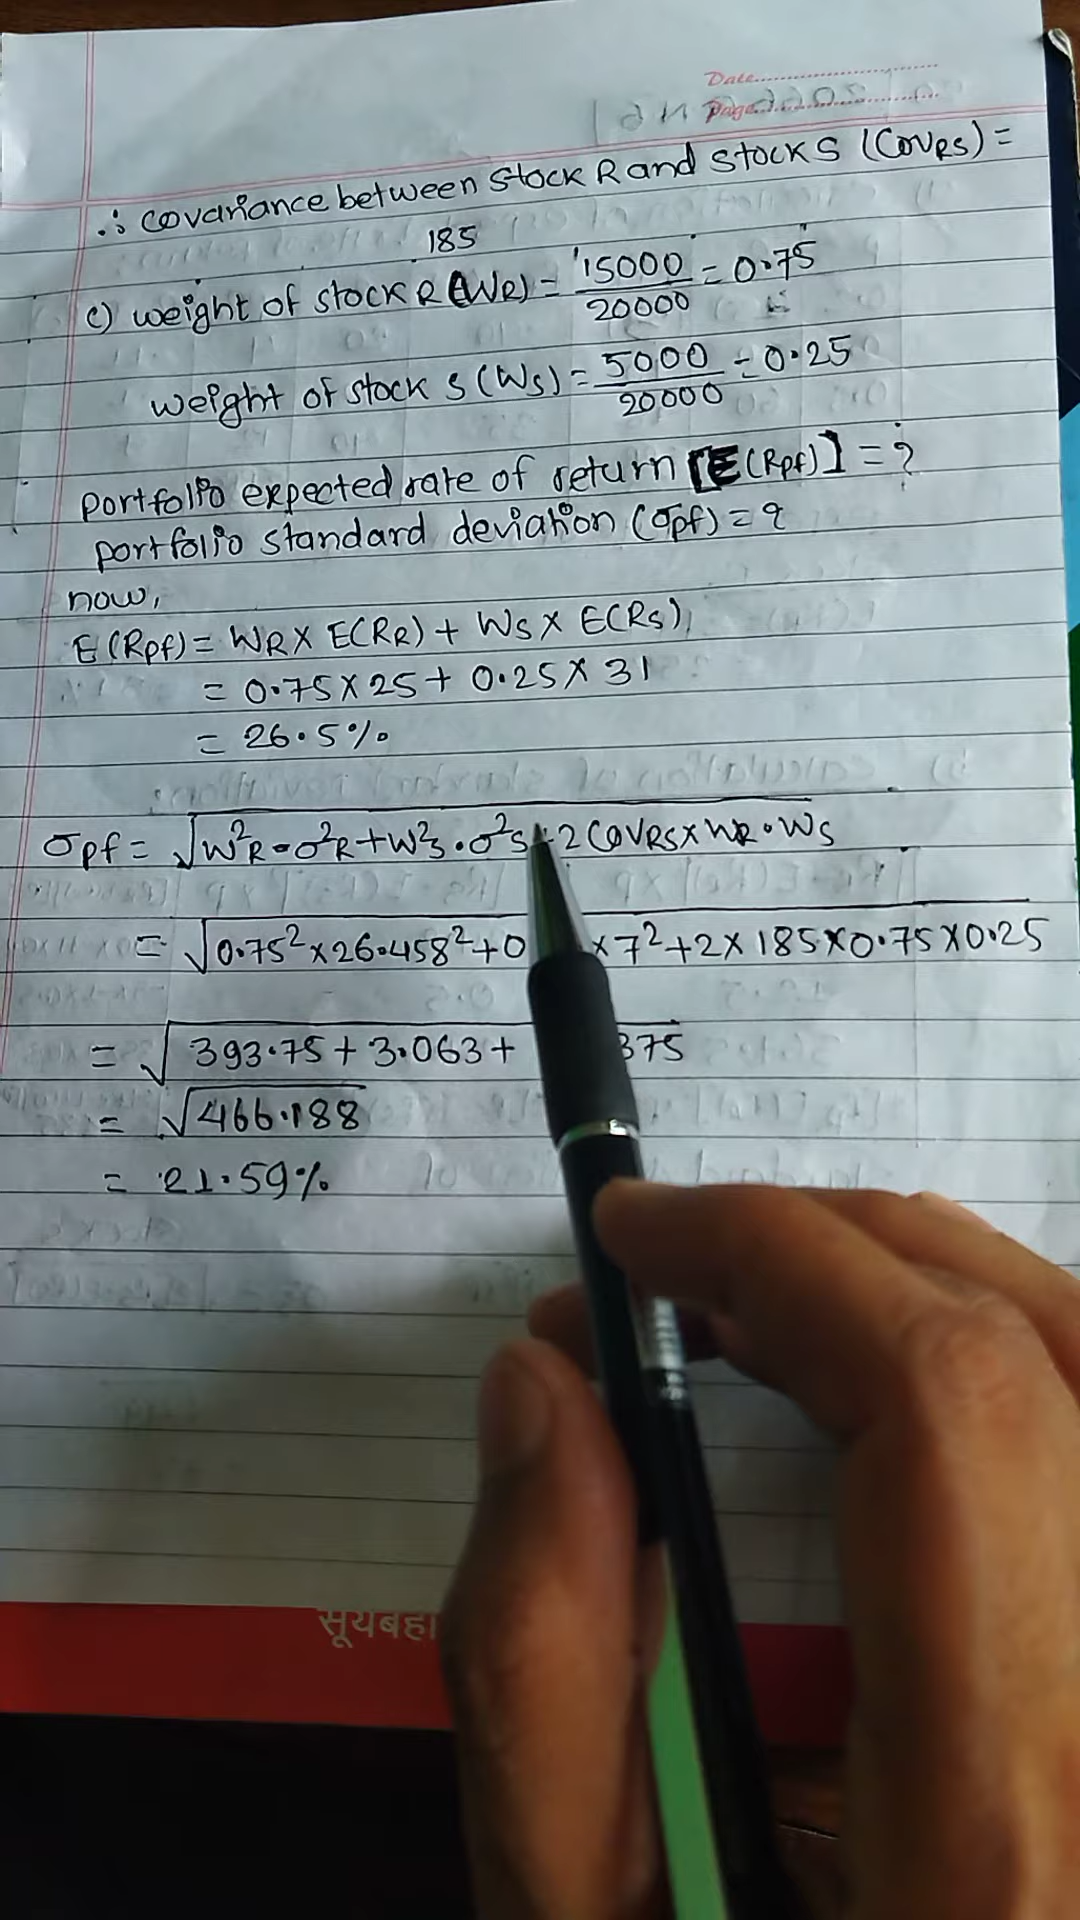 Date
Page
∴ covariance between stock R and stock S (CovRS) =
185
c) weight of stock R (WR) = 15000/20000 = 0.75
weight of stock S (WS) = 5000/20000 = 0.25
portfolio expected rate of return [E(Rpf)] = ?
portfolio standard deviation (σpf) = ?
now,
E(Rpf) = WR X E(RR) + WS X E(RS)
= 0.75 X 25 + 0.25 X 31
= 26.5%
σpf = √W²R · σ²R + W²S · σ²S + 2 CovRS x WR · WS
= √0.75² x 26.458² + 0 x 7² + 2 x 185 x 0.75 x 0.25
= √393.75 + 3.063 + 375
= √466.188
= 21.59%